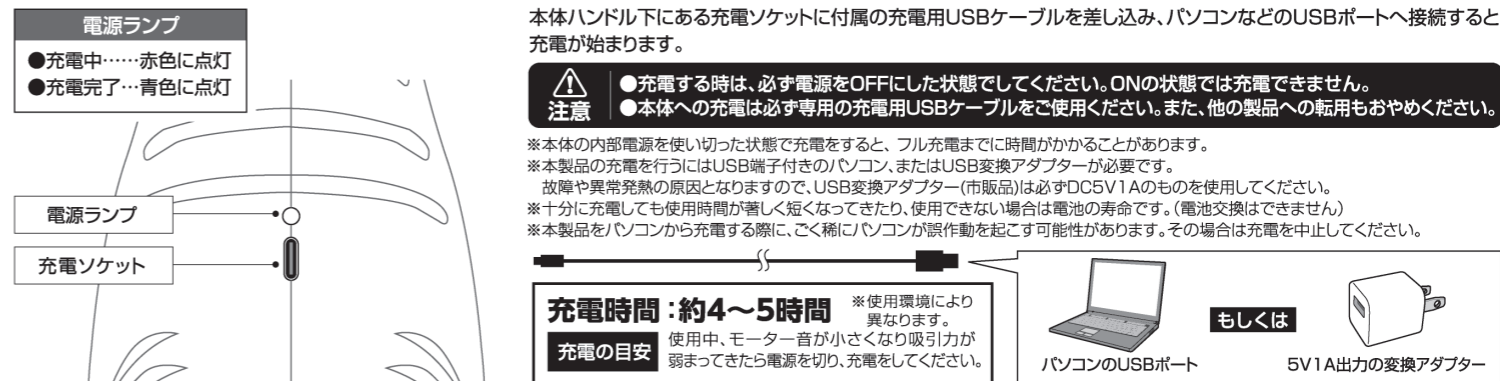 電源ランプ
●充電中……赤色に点灯
●充電完了…青色に点灯
電源ランプ
充電ソケット
本体ハンドル下にある充電ソケットに付属の充電用USBケーブルを差し込み、パソコンなどのUSBポートへ接続すると
充電が始まります。
注意
●充電する時は、必ず電源をOFFにした状態でしてください。ONの状態では充電できません。
●本体への充電は必ず専用の充電用USBケーブルをご使用ください。また、他の製品への転用もおやめください。
※本体の内部電源を使い切った状態で充電をすると、フル充電までに時間がかかることがあります。
※本製品の充電を行うにはUSB端子付きのパソコン、またはUSB変換アダプターが必要です。
故障や異常発熱の原因となりますので、USB変換アダプター(市販品)は必ずDC5V1Aのものを使用してください。
※十分に充電しても使用時間が著しく短くなってきたり、使用できない場合は電池の寿命です。(電池交換はできません)
※本製品をパソコンから充電する際に、ごく稀にパソコンが誤作動を起こす可能性があります。その場合は充電を中止してください。
充電時間:約4〜5時間
※使用環境により
異なります。
充電の目安
使用中、モーター音が小さくなり吸引力が
弱まってきたら電源を切り、充電をしてください。
パソコンのUSBポート
もしくは
5V1A出力の変換アダプター